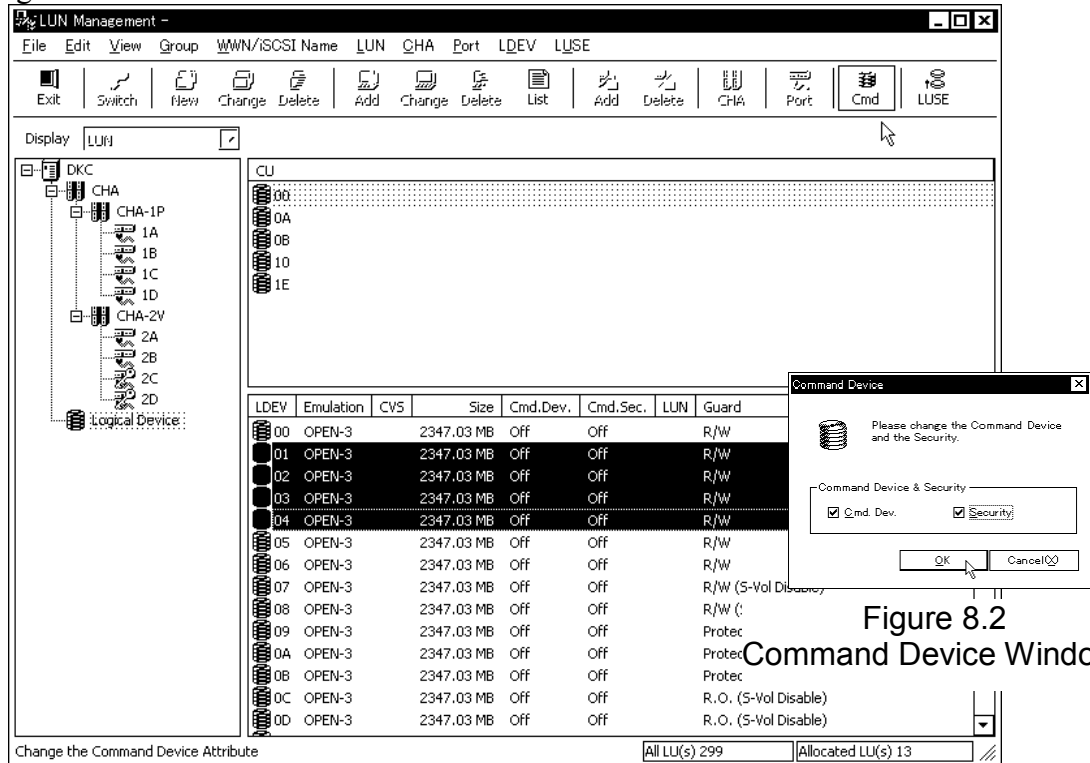 LUN Management -
File Edit View Group WWN/iSCSI Name LUN CHA Port LDEV LUSE
Exit Switch New Change Delete Add Change Delete List Add Delete CHA Port Cmd LUSE
Display LUN
DKC
CHA
CHA-1P
1A
1B
1C
1D
CHA-2V
2A
2B
2C
2D
Logical Device
CU
00
0A
0B
10
1E
LDEV Emulation CVS Size Cmd.Dev. Cmd.Sec. LUN Guard
00 OPEN-3 2347.03 MB Off Off R/W
01 OPEN-3 2347.03 MB Off Off R/W
02 OPEN-3 2347.03 MB Off Off R/W
03 OPEN-3 2347.03 MB Off Off R/W
04 OPEN-3 2347.03 MB Off Off R/W
05 OPEN-3 2347.03 MB Off Off R/W
06 OPEN-3 2347.03 MB Off Off R/W
07 OPEN-3 2347.03 MB Off Off R/W (S-Vol Disable)
08 OPEN-3 2347.03 MB Off Off R/W (
09 OPEN-3 2347.03 MB Off Off Protec
0A OPEN-3 2347.03 MB Off Off Protec
0B OPEN-3 2347.03 MB Off Off Protec
0C OPEN-3 2347.03 MB Off Off R.O. (S-Vol Disable)
0D OPEN-3 2347.03 MB Off Off R.O. (S-Vol Disable)
Change the Command Device Attribute
All LU(s) 299
Allocated LU(s) 13
Command Device
Please change the Command Device
and the Security.
Command Device & Security
Cmd. Dev. Security
OK Cancel(X)
Figure 8.2
Command Device Windo